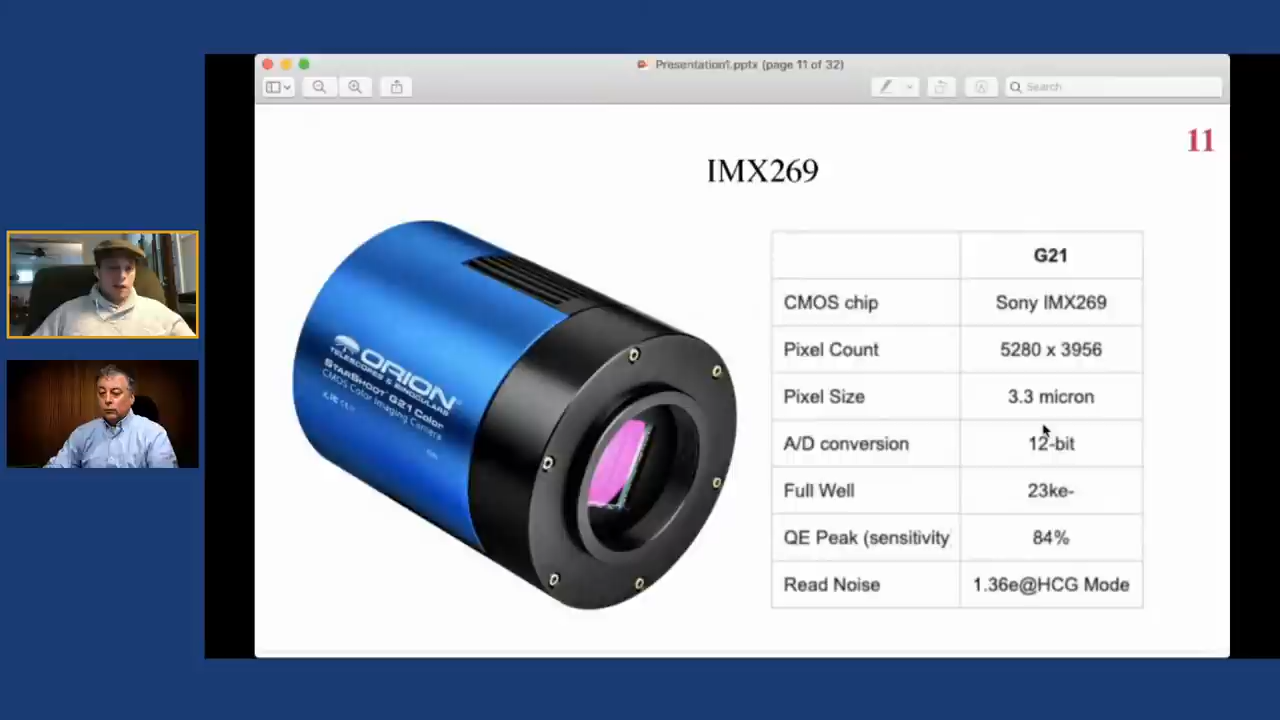 Presentation1.pptx (page 11 of 32)
Search
11
IMX269
ORION
TELESCOPES & BINOCULARS
STARSHOOT G21 Color
CMOS Color Imaging Camera
G21
CMOS chip Sony IMX269
Pixel Count 5280 x 3956
Pixel Size 3.3 micron
A/D conversion 12-bit
Full Well 23ke-
QE Peak (sensitivity 84%
Read Noise 1.36e@HCG Mode